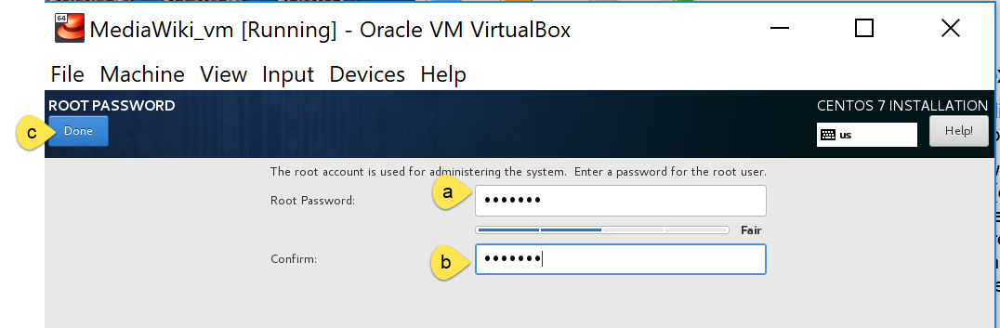 64
MediaWiki_vm [Running] - Oracle VM VirtualBox
File Machine View Input Devices Help
ROOT PASSWORD
CENTOS 7 INSTALLATION
c
Done
us
Help!
The root account is used for administering the system. Enter a password for the root user.
a
Root Password:
•••••••
Fair
b
Confirm:
•••••••